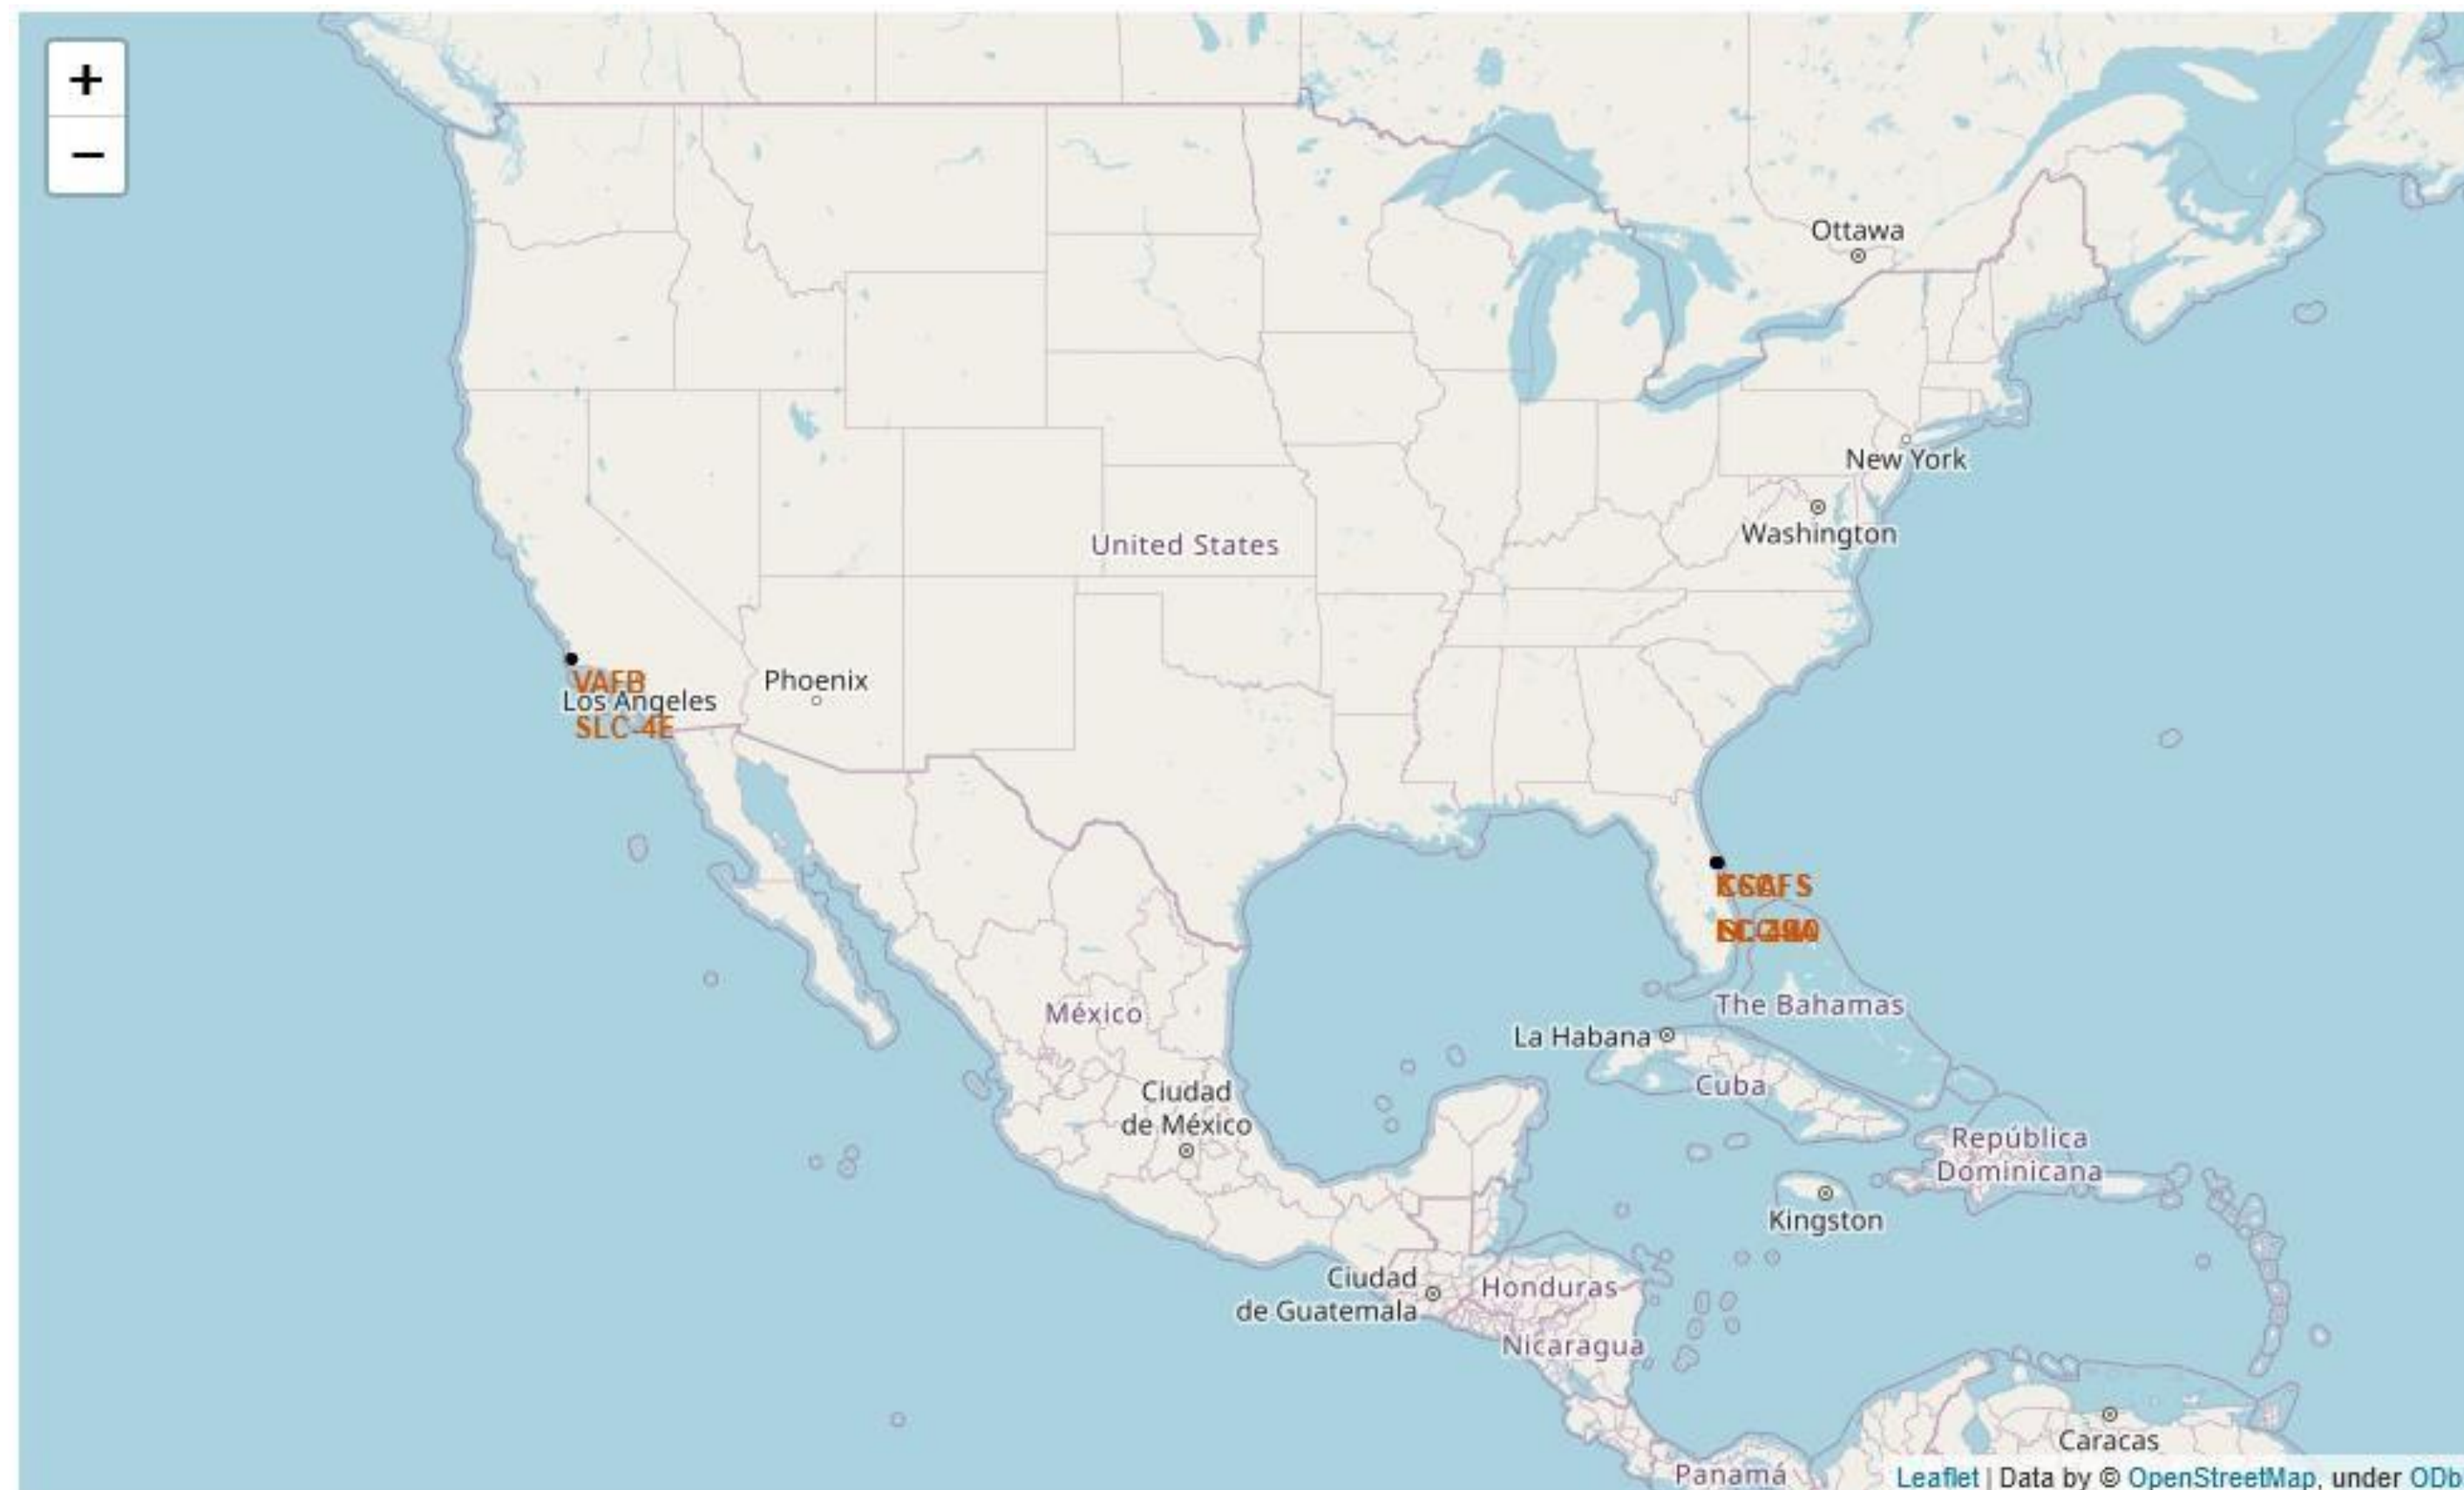 +
−
Ottawa
New York
Washington
United States
VAFB
Los Angeles
SLC-4E
Phoenix
México
The Bahamas
La Habana
Cuba
Ciudad
de México
República
Dominicana
Kingston
Ciudad
de Guatemala
Honduras
Nicaragua
Caracas
Panamá
Leaflet | Data by © OpenStreetMap, under ODb